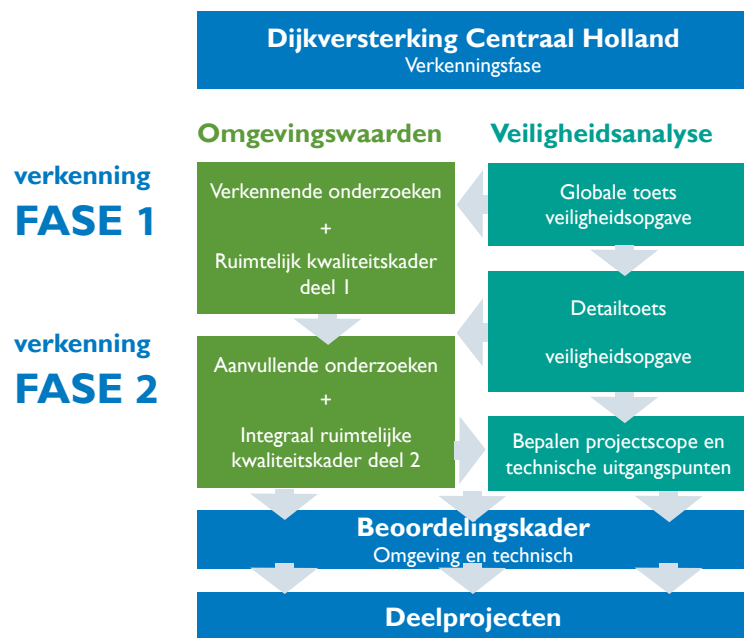 Dijkversterking Centraal Holland
Verkenningsfase
Omgevingswaarden
Veiligheidsanalyse
verkenning
FASE 1
Verkennende onderzoeken
+
Ruimtelijk kwaliteitskader
deel 1
Globale toets
veiligheidsopgave
Detailtoets
veiligheidsopgave
verkenning
FASE 2
Aanvullende onderzoeken
+
Integraal ruimtelijke
kwaliteitskader deel 2
Bepalen projectscope en
technische uitgangspunten
Beoordelingskader
Omgeving en technisch
Deelprojecten